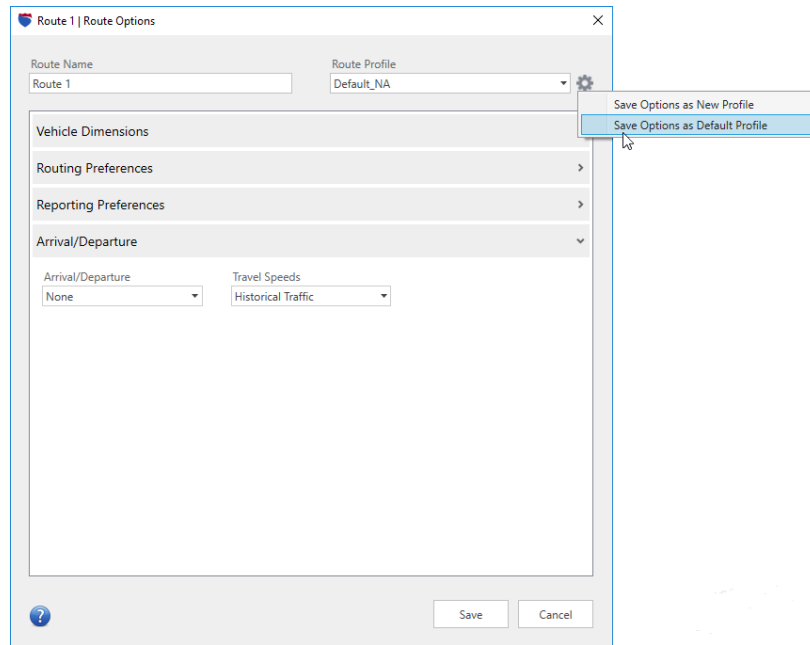 Route 1 | Route Options
Route Name
Route Profile
Route 1
Default_NA
Save Options as New Profile
Save Options as Default Profile
Vehicle Dimensions
Routing Preferences
Reporting Preferences
Arrival/Departure
Arrival/Departure
Travel Speeds
None
Historical Traffic
?
Save
Cancel